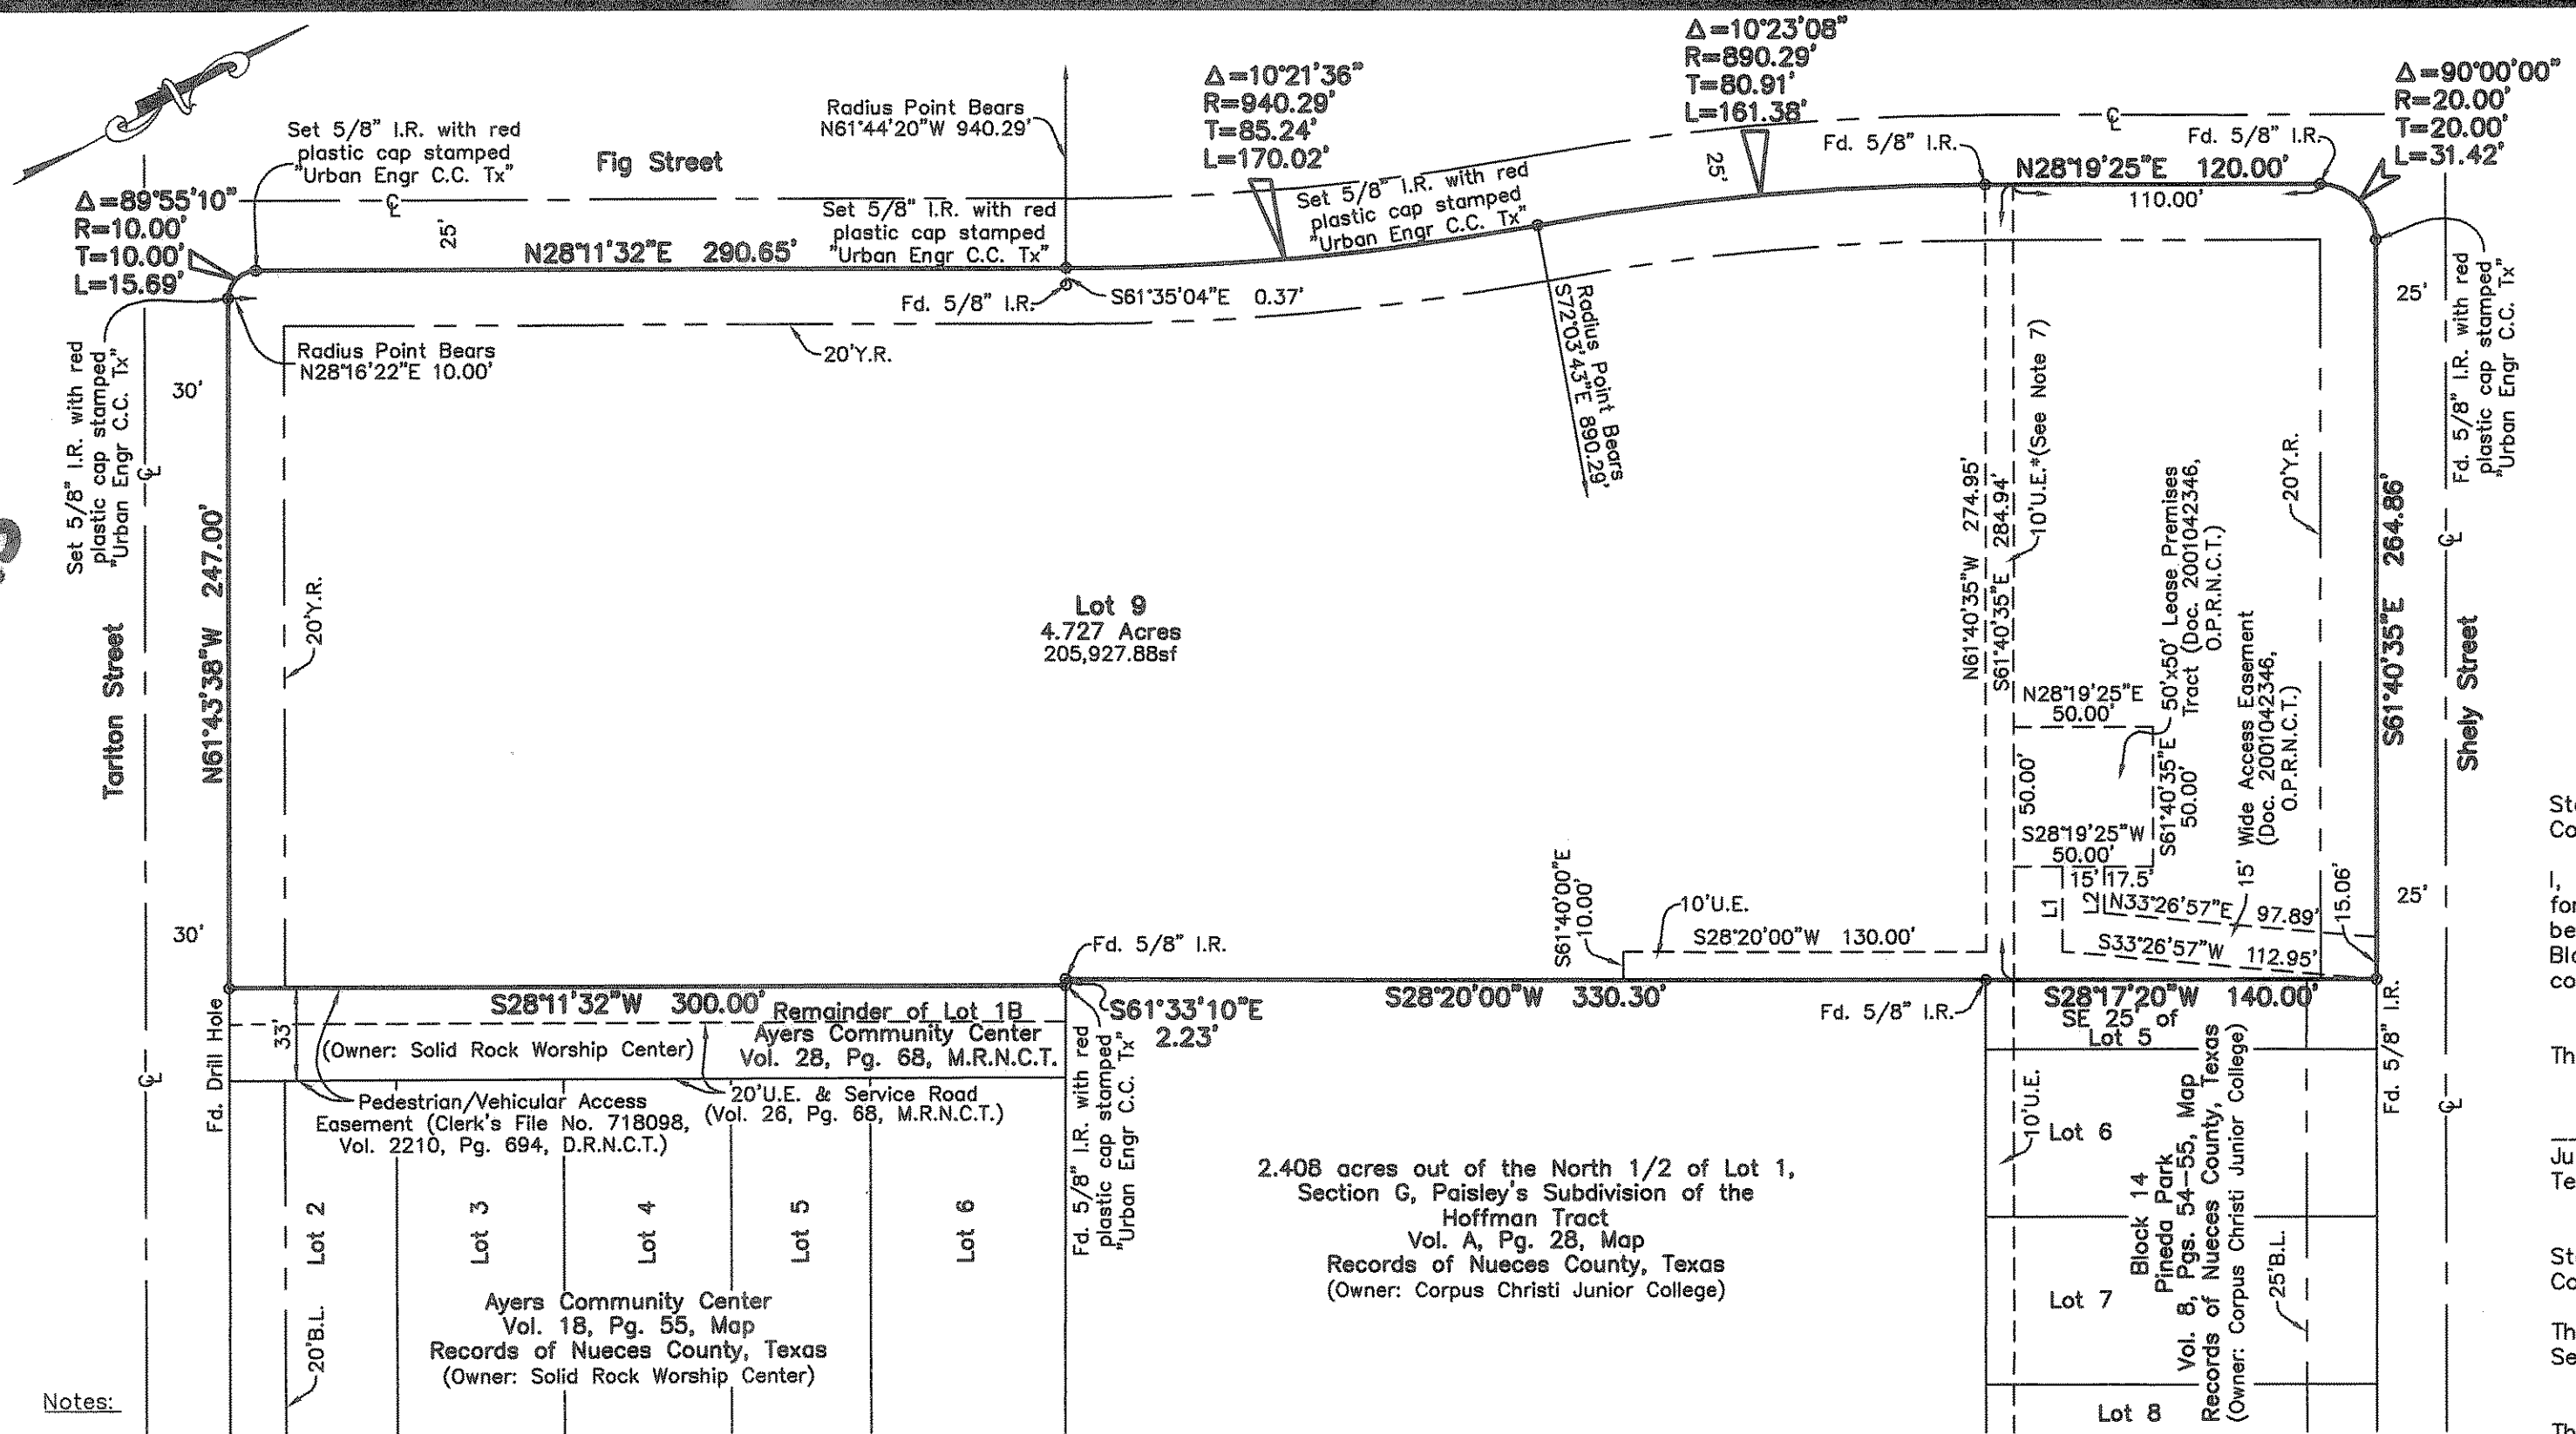 Δ=10°23'08"
R=890.29'
T=80.91'
L=161.38'
Δ=10°21'36"
R=940.29'
T=85.24'
L=170.02'
Δ=90°00'00"
R=20.00'
T=20.00'
L=31.42'
Radius Point Bears
N61°44'20"W 940.29'
Set 5/8" I.R. with red
plastic cap stamped
"Urban Engr C.C. Tx"
Fig Street
Δ=89°55'10"
R=10.00'
T=10.00'
L=15.69'
℄
25'
N28°11'32"E 290.65'
Set 5/8" I.R. with red
plastic cap stamped
"Urban Engr C.C. Tx"
Set 5/8" I.R. with red
plastic cap stamped
"Urban Engr C.C. Tx"
25'
Fd. 5/8" I.R.
℄
Fd. 5/8" I.R.
N28°19'25"E 120.00'
110.00'
Fd. 5/8" I.R.
S61°35'04"E 0.37'
20'Y.R.
Radius Point Bears
N28°16'22"E 10.00'
Radius Point Bears
S72°03'43"E 890.29'
Set 5/8" I.R. with red
plastic cap stamped
"Urban Engr C.C. Tx"
30'
℄
Tarlton Street
N61°43'38"W 247.00'
20'Y.R.
30'
Lot 9
4.727 Acres
205,927.88sf
N61°40'35"W 274.95'
S61°40'35"E 284.94'
10'U.E.*(See Note 7)
N28°19'25"E
50.00'
50.00'
S61°40'35"E
50.00'
S28°19'25"W
50.00'
50'x50' Lease Premises
Tract (Doc. 2001042346,
O.P.R.N.C.T.)
15' Wide Access Easement
(Doc. 2001042346,
O.P.R.N.C.T.)
20'Y.R.
S61°40'35"E 264.86'
25'
Fd. 5/8" I.R. with red
plastic cap stamped
"Urban Engr C.C. Tx"
℄
Shely Street
25'
15' 17.5'
L1
L2
N33°26'57"E 97.89'
S33°26'57"W 112.95'
15.06'
S61°40'00"E
10.00'
10'U.E.
S28°20'00"W 130.00'
Fd. 5/8" I.R.
S28°11'32"W 300.00'
S61°33'10"E
2.23'
S28°20'00"W 330.30'
Fd. 5/8" I.R.
S28°17'20"W 140.00'
Fd. 5/8" I.R.
Fd. Drill Hole
33'
Remainder of Lot 1B
Ayers Community Center
Vol. 28, Pg. 68, M.R.N.C.T.
(Owner: Solid Rock Worship Center)
Pedestrian/Vehicular Access
Easement (Clerk's File No. 718098,
Vol. 2210, Pg. 694, D.R.N.C.T.)
20'U.E. & Service Road
(Vol. 26, Pg. 68, M.R.N.C.T.)
Fd. 5/8" I.R. with red
plastic cap stamped
"Urban Engr C.C. Tx"
℄
Lot 2
Lot 3
Lot 4
Lot 5
Lot 6
20'B.L.
Ayers Community Center
Vol. 18, Pg. 55, Map
Records of Nueces County, Texas
(Owner: Solid Rock Worship Center)
2.408 acres out of the North 1/2 of Lot 1,
Section G, Paisley's Subdivision of the
Hoffman Tract
Vol. A, Pg. 28, Map
Records of Nueces County, Texas
(Owner: Corpus Christi Junior College)
SE 25' of
Lot 5
10'U.E.
Lot 6
Lot 7
Lot 8
Block 14
Pineda Park
Vol. 8, Pgs. 54-55, Map
Records of Nueces County, Texas
(Owner: Corpus Christi Junior College)
25'B.L.
℄
Notes: